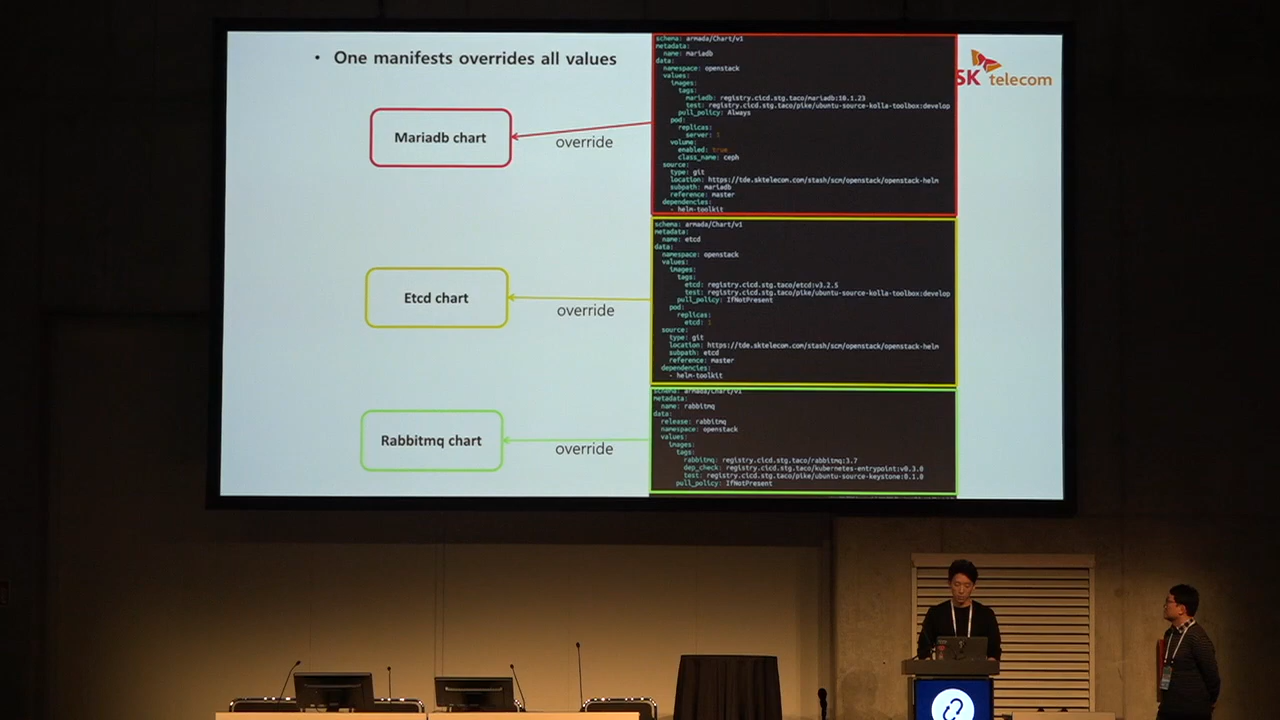 • One manifests overrides all values
SK telecom
Mariadb chart
override
schema: armada/Chart/v1
metadata:
name: mariadb
data:
namespace: openstack
values:
images:
tags:
mariadb: registry.cicd.stg.taco/mariadb:10.1.23
test: registry.cicd.stg.taco/pike/ubuntu-source-kolla-toolbox:develop
pull_policy: Always
pod:
replicas:
server: 1
volume:
enabled: true
class_name: ceph
source:
type: git
location: https://tde.sktelecom.com/stash/scm/openstack/openstack-helm
subpath: mariadb
reference: master
dependencies:
- helm-toolkit
Etcd chart
override
schema: armada/Chart/v1
metadata:
name: etcd
data:
namespace: openstack
values:
images:
tags:
etcd: registry.cicd.stg.taco/etcd:v3.2.5
test: registry.cicd.stg.taco/pike/ubuntu-source-kolla-toolbox:develop
pull_policy: IfNotPresent
pod:
replicas:
etcd: 1
source:
type: git
location: https://tde.sktelecom.com/stash/scm/openstack/openstack-helm
subpath: etcd
reference: master
dependencies:
- helm-toolkit
Rabbitmq chart
override
schema: armada/Chart/v1
metadata:
name: rabbitmq
data:
release: rabbitmq
namespace: openstack
values:
images:
tags:
rabbitmq: registry.cicd.stg.taco/rabbitmq:3.7
dep_check: registry.cicd.stg.taco/kubernetes-entrypoint:v0.3.0
test: registry.cicd.stg.taco/pike/ubuntu-source-keystone:0.1.0
pull_policy: IfNotPresent